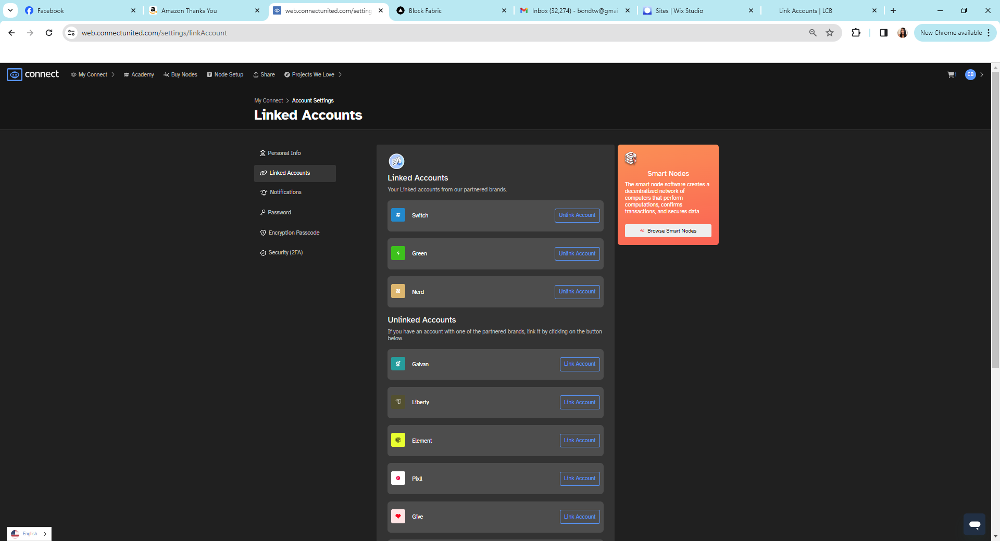 Facebook
Amazon Thanks You
web.connectunited.com/setting
Block Fabric
Inbox (32,274) - bondtw@gmai
Sites | Wix Studio
Link Accounts | LCB
web.connectunited.com/settings/linkAccount
New Chrome available
connect
My Connect
Academy
Buy Nodes
Node Setup
Share
Projects We Love
1
CB
My Connect > Account Settings
Linked Accounts
Personal Info
Linked Accounts
Notifications
Password
Encryption Passcode
Security (2FA)
Linked Accounts
Your Linked accounts from our partnered brands.
Switch
Unlink Account
Green
Unlink Account
Nerd
Unlink Account
Unlinked Accounts
If you have an account with one of the partnered brands, link it by clicking on the button
below.
Galvan
Link Account
Liberty
Link Account
Element
Link Account
Pixll
Link Account
Give
Link Account
Smart Nodes
The smart node software creates a
decentralized network of
computers that perform
computations, confirms
transactions, and secures data.
Browse Smart Nodes
English